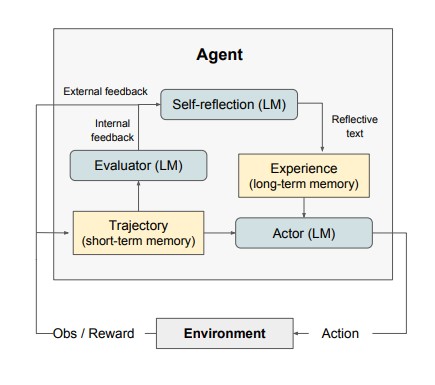 Agent
External feedback
Self-reflection (LM)
Internal
feedback
Reflective
text
Evaluator (LM)
Experience
(long-term memory)
Trajectory
(short-term memory)
Actor (LM)
Obs / Reward
Environment
Action